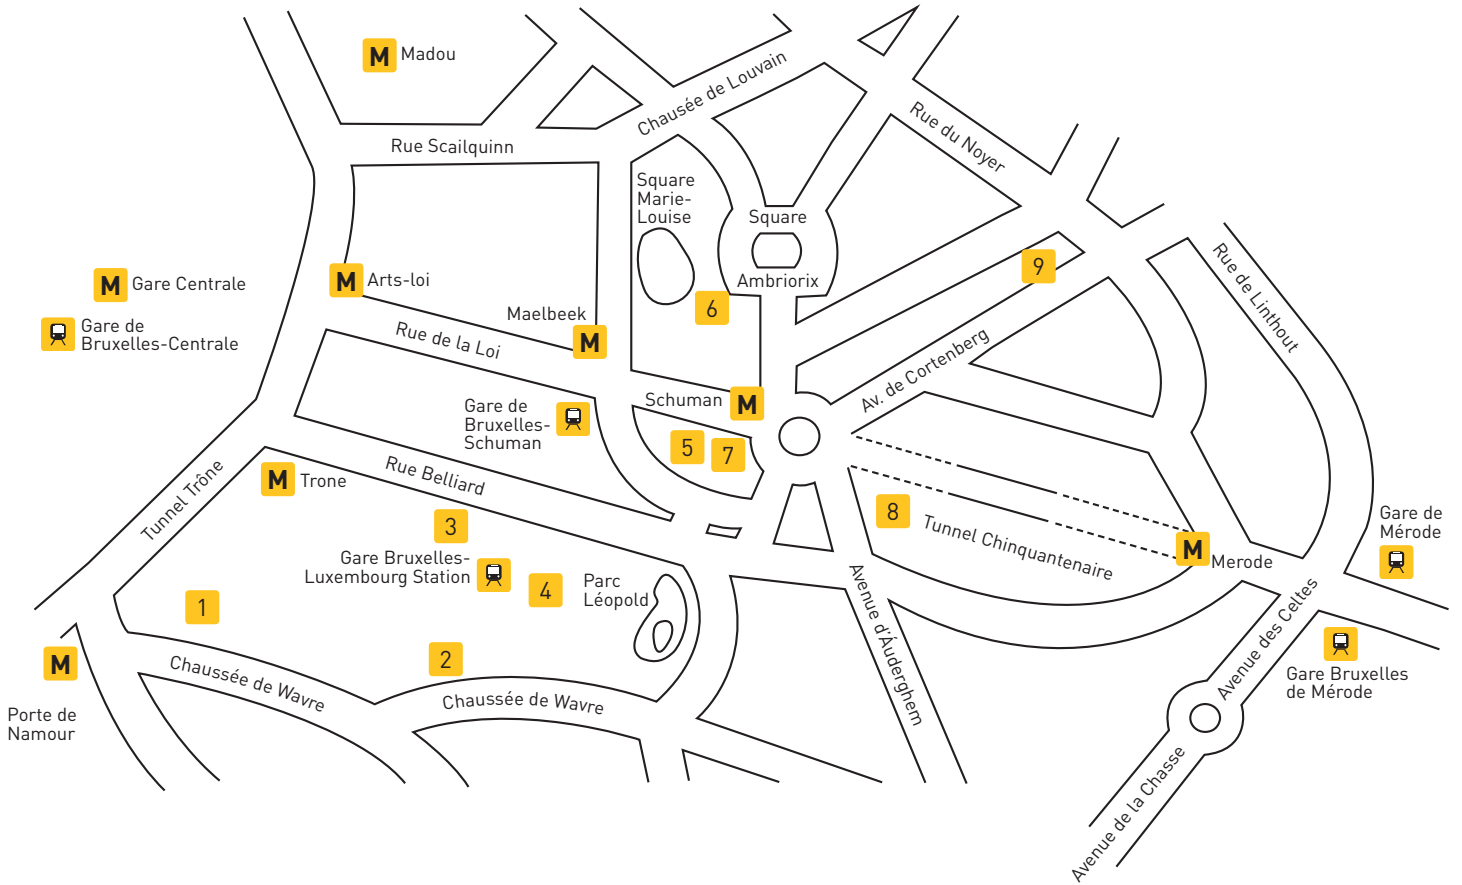 M Madou
Chausée de Louvain
Rue du Noyer
Rue Scailquinn
Square
Marie-
Louise
Square
Ambriorix
M Arts-loi
M Gare Centrale
Gare de
Bruxelles-Centrale
Maelbeek
M
6
9
Rue de Linthout
Rue de la Loi
Av. de Cortenberg
Schuman M
Gare de
Bruxelles-
Schuman
5
7
M Trone
Rue Belliard
Tunnel Trône
3
8
Tunnel Chinquantenaire
M Merode
Gare de
Mérode
Gare Bruxelles-
Luxembourg Station
4
Parc
Léopold
1
2
M
Porte de
Namour
Chaussée de Wavre
Chaussée de Wavre
Avenue d'Áuderghem
Avenue des Celtes
Gare Bruxelles
de Mérode
Avenue de la Chasse